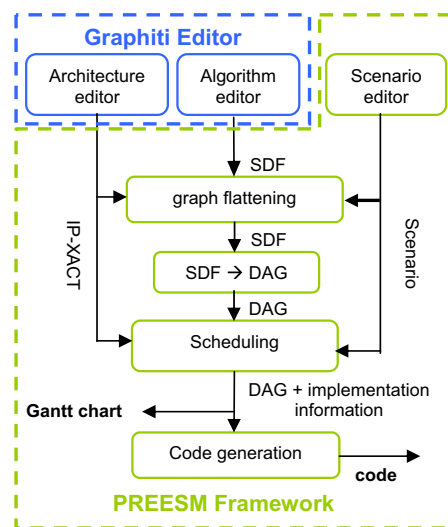 Graphiti Editor
Architecture
editor
Algorithm
editor
Scenario
editor
SDF
graph flattening
IP-XACT
SDF
Scenario
SDF → DAG
DAG
Scheduling
DAG + implementation
information
Gantt chart
Code generation
code
PREESM Framework